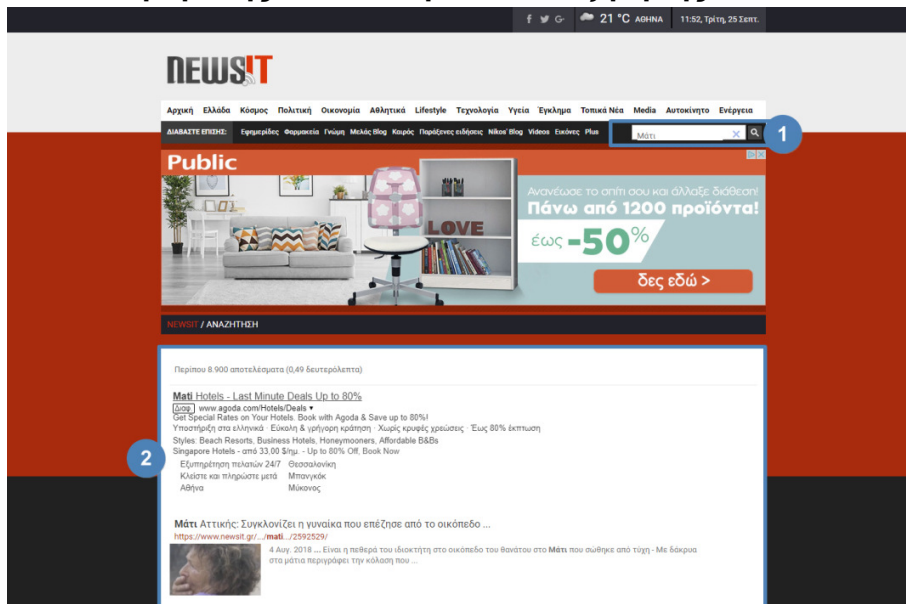 f G+ 21 °C ΑΘΗΝΑ 11:52, Τρίτη, 25 Σεπτ.
NEWSIT
Αρχική Ελλάδα Κόσμος Πολιτική Οικονομία Αθλητικά Lifestyle Τεχνολογία Υγεία Έγκλημα Τοπικά Νέα Media Αυτοκίνητο Ενέργεια
ΔΙΑΒΑΣΤΕ ΕΠΙΣΗΣ: Εφημερίδες Φαρμακεία Γνώμη Μελάς Blog Καιρός Παράξενες ειδήσεις Nikos' Blog Videos Εικόνες Plus Μάτι 1
Public
Ανανέωσε το σπίτι σου και άλλαξε διάθεση!
Πάνω από 1200 προϊόντα!
LOVE
έως -50%
δες εδώ >
NEWSIT / ΑΝΑΖΗΤΗΣΗ
Περίπου 8.900 αποτελέσματα (0,49 δευτερόλεπτα)
Mati Hotels - Last Minute Deals Up to 80%
Διαφ. www.agoda.com/Hotels/Deals
Get Special Rates on Your Hotels. Book with Agoda & Save up to 80%!
Υποστήριξη στα ελληνικά · Εύκολη & γρήγορη κράτηση · Χωρίς κρυφές χρεώσεις · Έως 80% έκπτωση
Styles: Beach Resorts, Business Hotels, Honeymooners, Affordable B&Bs
Singapore Hotels - από 33,00 $/ημ. - Up to 80% Off, Book Now
2
Εξυπηρέτηση πελατών 24/7 Θεσσαλονίκη
Κλείστε και πληρώστε μετά Μπανγκόκ
Αθήνα Μύκονος
Μάτι Αττικής: Συγκλονίζει η γυναίκα που επέζησε από το οικόπεδο ...
https://www.newsit.gr/.../mati.../2592529/
4 Αυγ. 2018 ... Είναι η πεθερά του ιδιοκτήτη στο οικόπεδο του θανάτου στο Μάτι που σώθηκε από τύχη - Με δάκρυα
στα μάτια περιγράφει την κόλαση που ...